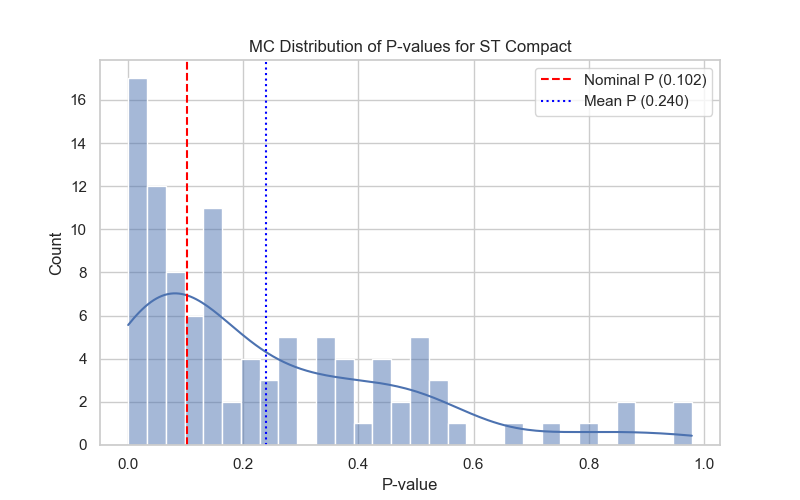 MC Distribution of P-values for ST Compact
Nominal P (0.102)
Mean P (0.240)
Count
16
14
12
10
8
6
4
2
0
0.0 0.2 0.4 0.6 0.8 1.0
P-value